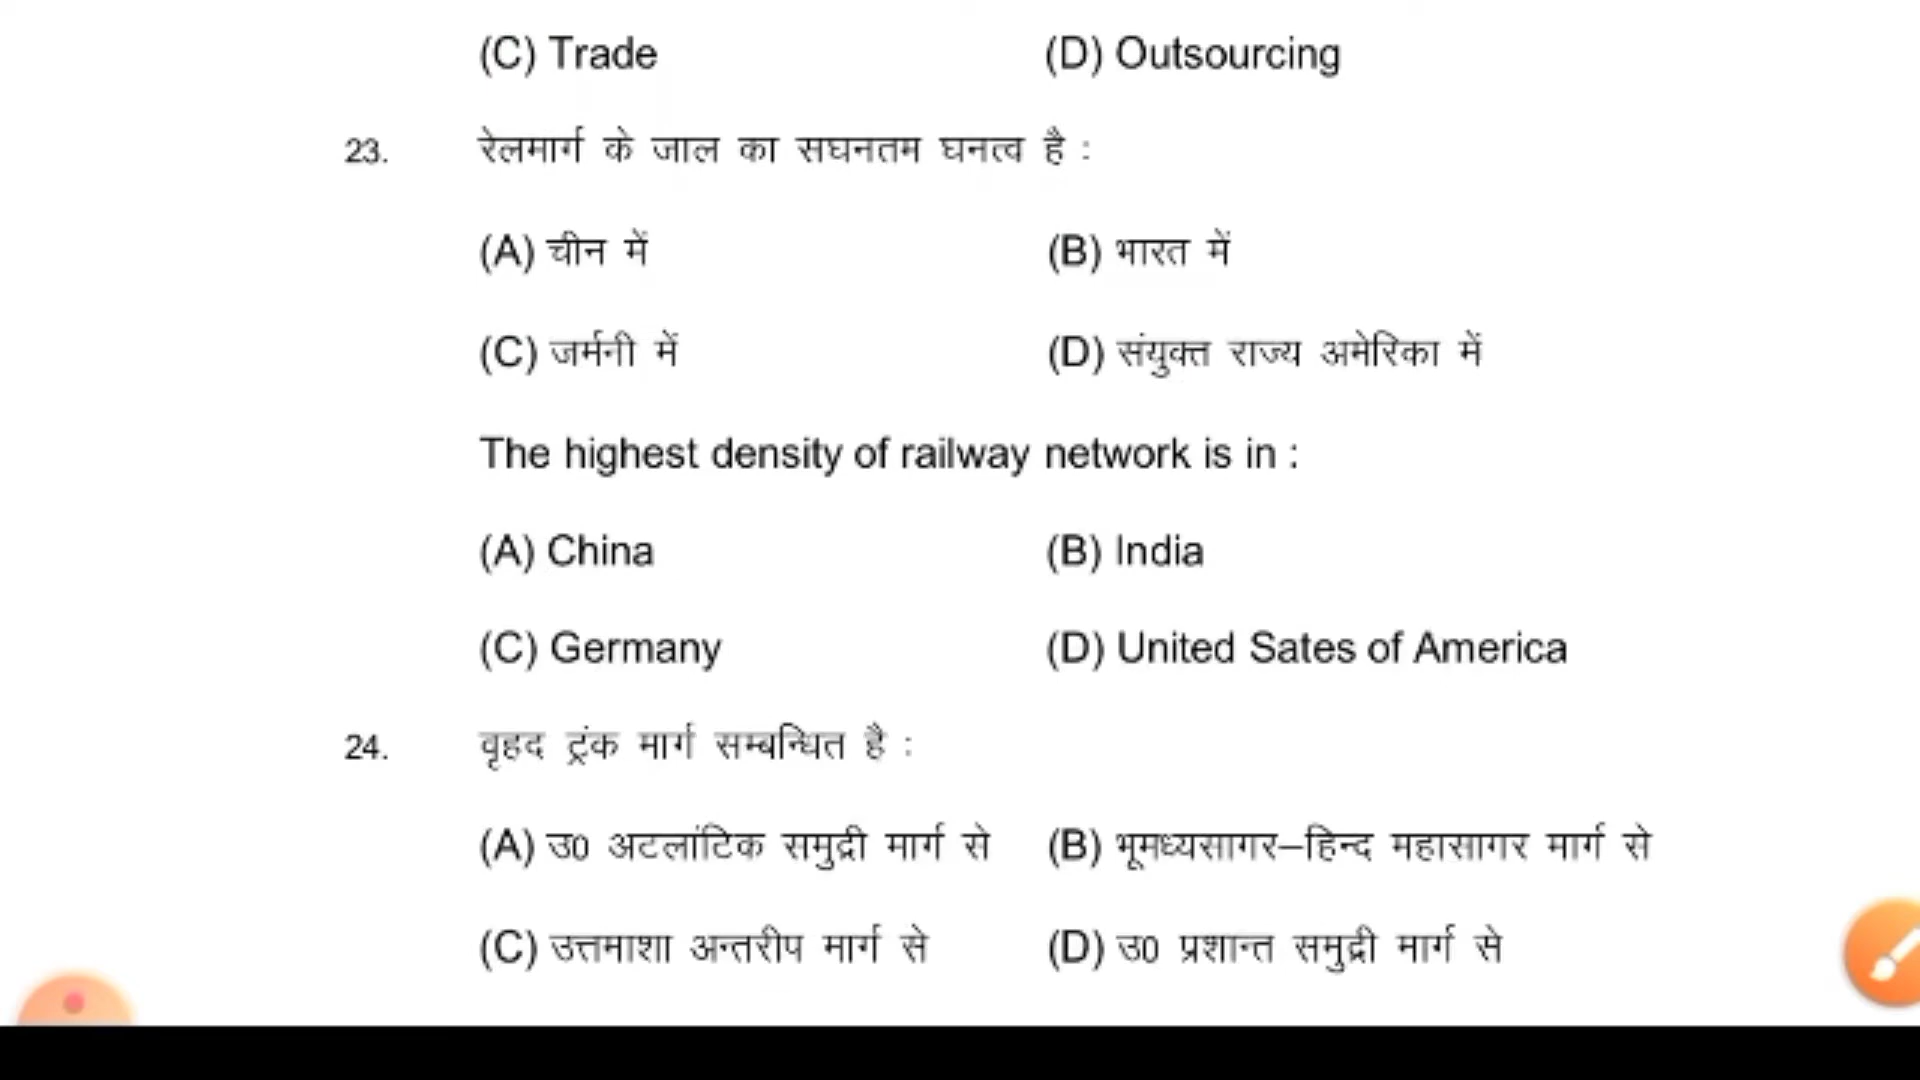 (C) Trade (D) Outsourcing
23. रेलमार्ग के जाल का सघनतम घनत्व है :
(A) चीन में (B) भारत में
(C) जर्मनी में (D) संयुक्त राज्य अमेरिका में
The highest density of railway network is in :
(A) China (B) India
(C) Germany (D) United Sates of America
24. वृहद ट्रंक मार्ग सम्बन्धित है :
(A) उ0 अटलांटिक समुद्री मार्ग से (B) भूमध्यसागर–हिन्द महासागर मार्ग से
(C) उत्तमाशा अन्तरीप मार्ग से (D) उ0 प्रशान्त समुद्री मार्ग से